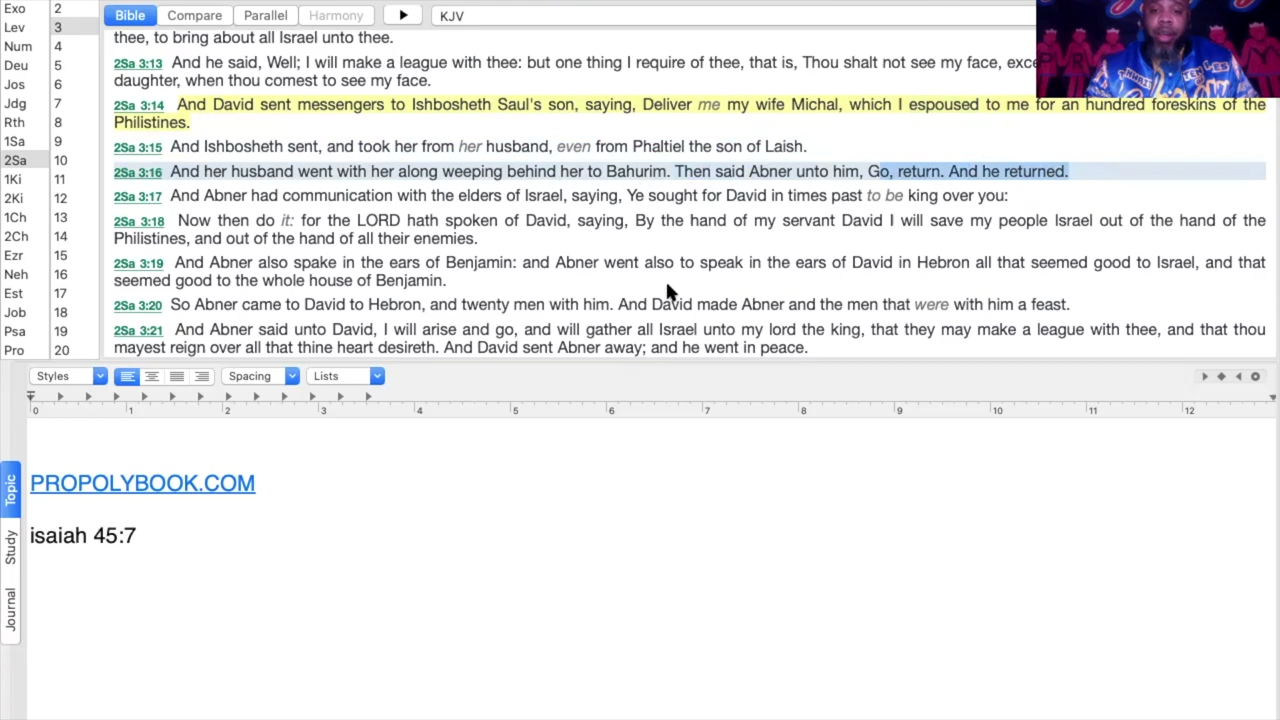 Exo 2
Lev 3
Num 4
Deu 5
Jos 6
Jdg 7
Rth 8
1Sa 9
2Sa 10
1Ki 11
2Ki 12
1Ch 13
2Ch 14
Ezr 15
Neh 16
Est 17
Job 18
Psa 19
Pro 20
Bible Compare Parallel Harmony KJV
thee, to bring about all Israel unto thee.
2Sa 3:13 And he said, Well; I will make a league with thee: but one thing I require of thee, that is, Thou shalt not see my face, exce
daughter, when thou comest to see my face.
2Sa 3:14 And David sent messengers to Ishbosheth Saul's son, saying, Deliver me my wife Michal, which I espoused to me for an hundred foreskins of the
Philistines.
2Sa 3:15 And Ishbosheth sent, and took her from her husband, even from Phaltiel the son of Laish.
2Sa 3:16 And her husband went with her along weeping behind her to Bahurim. Then said Abner unto him, Go, return. And he returned.
2Sa 3:17 And Abner had communication with the elders of Israel, saying, Ye sought for David in times past to be king over you:
2Sa 3:18 Now then do it: for the LORD hath spoken of David, saying, By the hand of my servant David I will save my people Israel out of the hand of the
Philistines, and out of the hand of all their enemies.
2Sa 3:19 And Abner also spake in the ears of Benjamin: and Abner went also to speak in the ears of David in Hebron all that seemed good to Israel, and that
seemed good to the whole house of Benjamin.
2Sa 3:20 So Abner came to David to Hebron, and twenty men with him. And David made Abner and the men that were with him a feast.
2Sa 3:21 And Abner said unto David, I will arise and go, and will gather all Israel unto my lord the king, that they may make a league with thee, and that thou
mayest reign over all that thine heart desireth. And David sent Abner away; and he went in peace.
Styles Spacing Lists
0 1 2 3 4 5 6 7 8 9 10 11 12
Topic
Study
Journal
PROPOLYBOOK.COM
isaiah 45:7